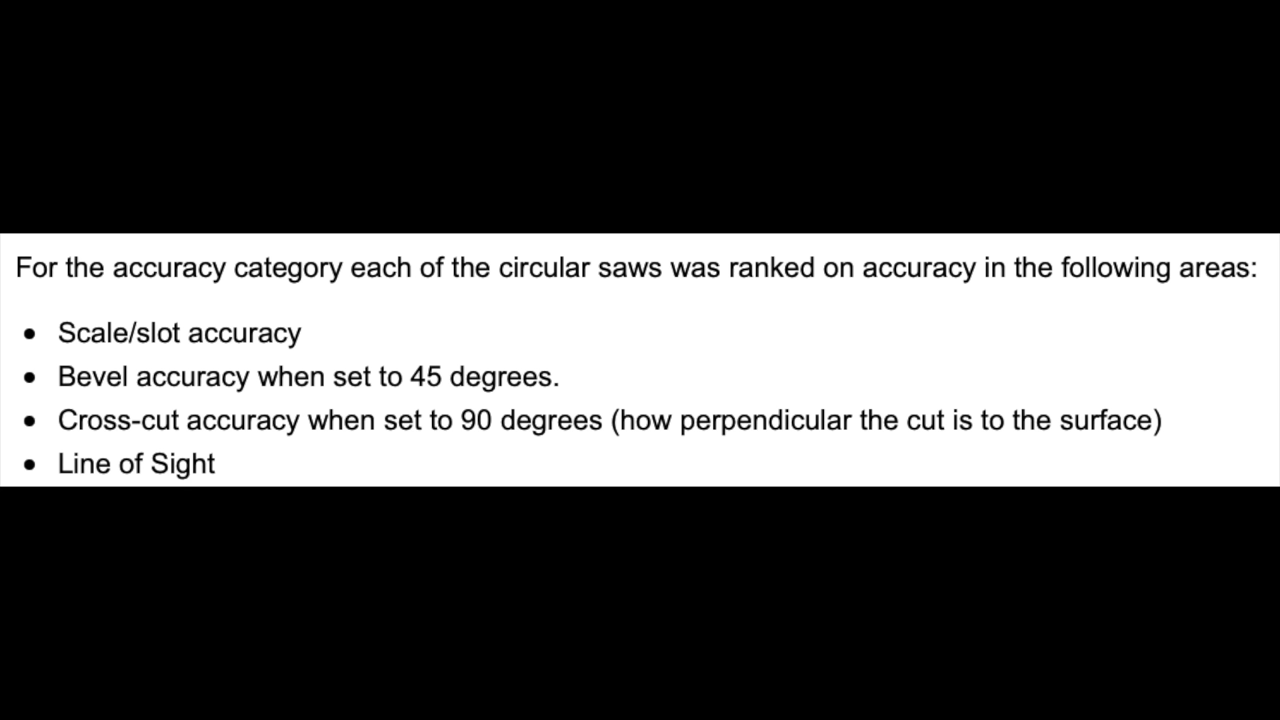 For the accuracy category each of the circular saws was ranked on accuracy in the following areas:
• Scale/slot accuracy
• Bevel accuracy when set to 45 degrees.
• Cross-cut accuracy when set to 90 degrees (how perpendicular the cut is to the surface)
• Line of Sight